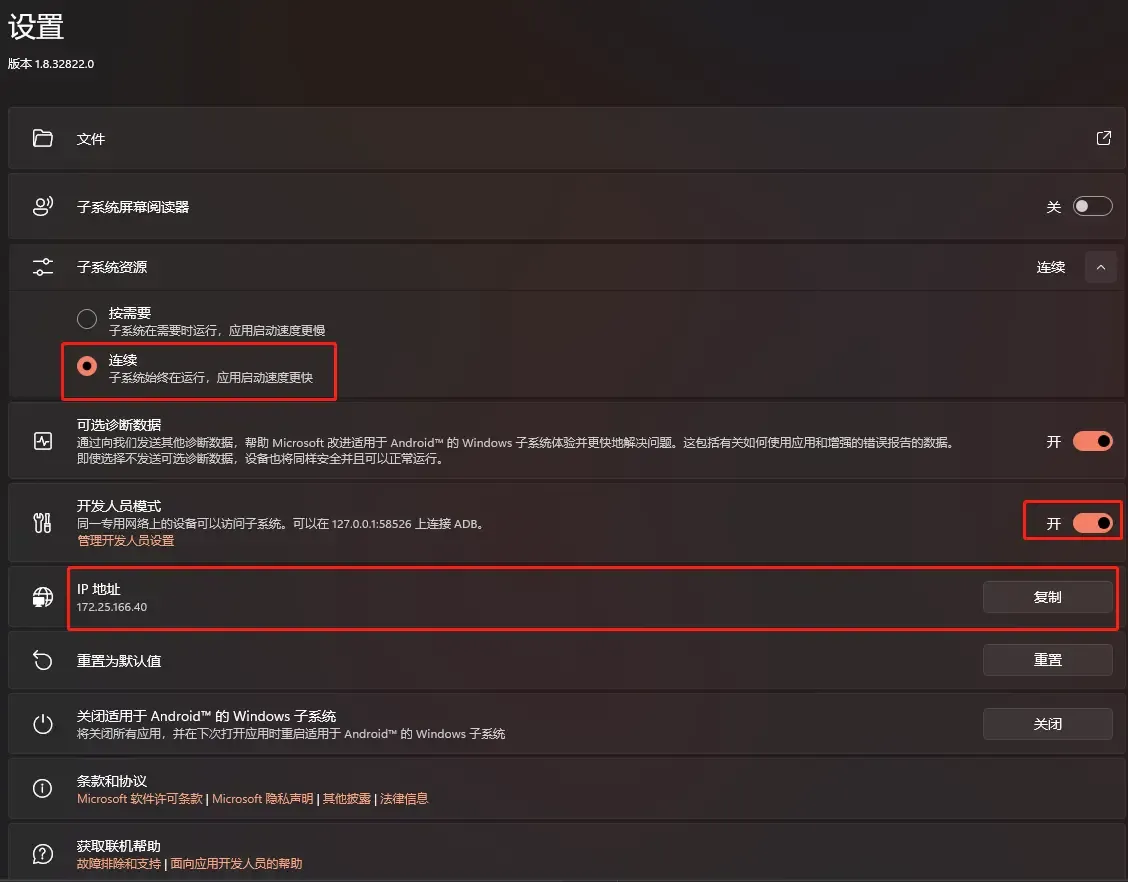 设置
版本 1.8.32822.0
文件
子系统屏幕阅读器
关
子系统资源
连续
按需要
子系统在需要时运行，应用启动速度更慢
连续
子系统始终在运行，应用启动速度更快
可选诊断数据
通过向我们发送其他诊断数据，帮助 Microsoft 改进适用于 Android™ 的 Windows 子系统体验并更快地解决问题。这包括有关如何使用应用和增强的错误报告的数据。
即使选择不发送可选诊断数据，设备也将同样安全并且可以正常运行。
开
开发人员模式
同一专用网络上的设备可以访问子系统。可以在 127.0.0.1:58526 上连接 ADB。
管理开发人员设置
开
IP 地址
172.25.166.40
复制
重置为默认值
重置
关闭适用于 Android™ 的 Windows 子系统
将关闭所有应用，并在下次打开应用时重启适用于 Android™ 的 Windows 子系统
关闭
条款和协议
Microsoft 软件许可条款 | Microsoft 隐私声明 | 其他披露 | 法律信息
获取联机帮助
故障排除和支持 | 面向应用开发人员的帮助